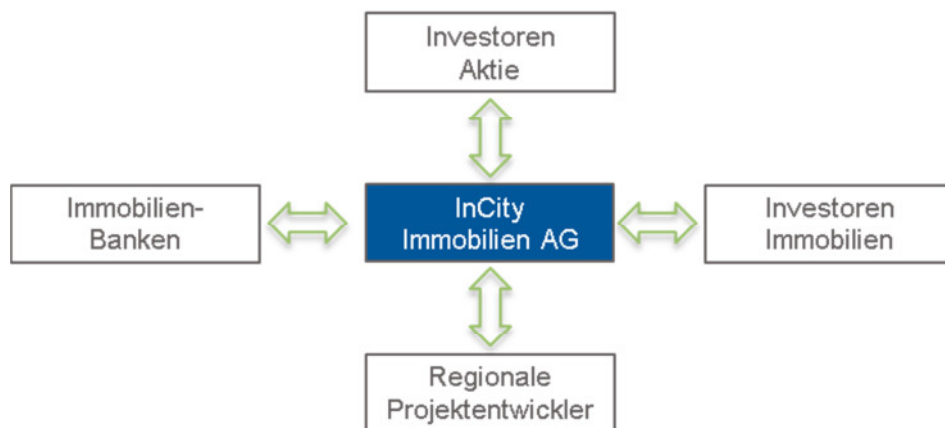 Investoren
Aktie
Immobilien-
Banken
InCity
Immobilien AG
Investoren
Immobilien
Regionale
Projektentwickler